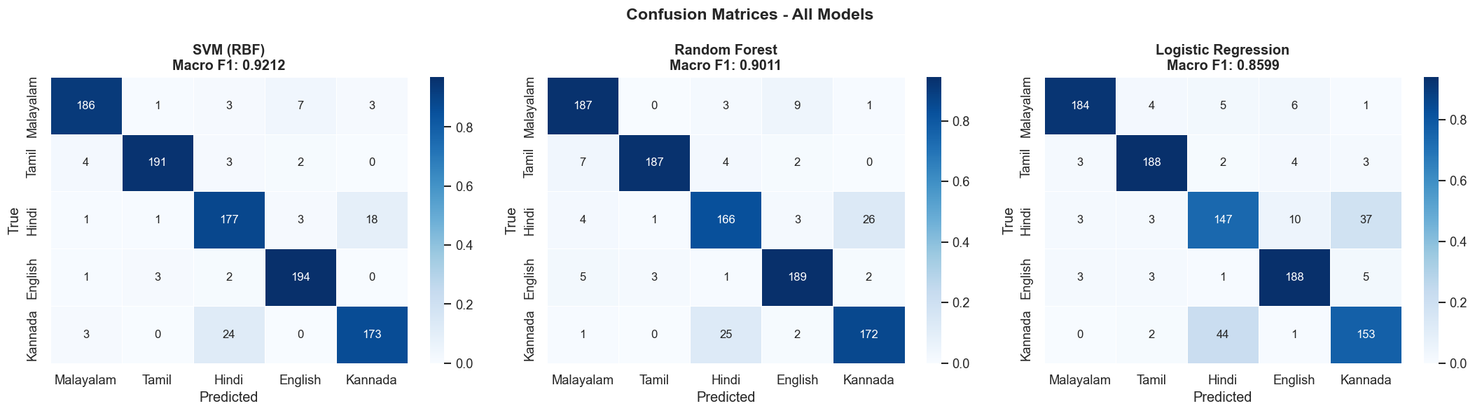 Confusion Matrices - All Models
SVM (RBF)
Macro F1: 0.9212
True
Malayalam 186 1 3 7 3
Tamil 4 191 3 2 0
Hindi 1 1 177 3 18
English 1 3 2 194 0
Kannada 3 0 24 0 173
Malayalam Tamil Hindi English Kannada
Predicted
0.8
0.6
0.4
0.2
0.0
Random Forest
Macro F1: 0.9011
True
Malayalam 187 0 3 9 1
Tamil 7 187 4 2 0
Hindi 4 1 166 3 26
English 5 3 1 189 2
Kannada 1 0 25 2 172
Malayalam Tamil Hindi English Kannada
Predicted
0.8
0.6
0.4
0.2
0.0
Logistic Regression
Macro F1: 0.8599
True
Malayalam 184 4 5 6 1
Tamil 3 188 2 4 3
Hindi 3 3 147 10 37
English 3 3 1 188 5
Kannada 0 2 44 1 153
Malayalam Tamil Hindi English Kannada
Predicted
0.8
0.6
0.4
0.2
0.0